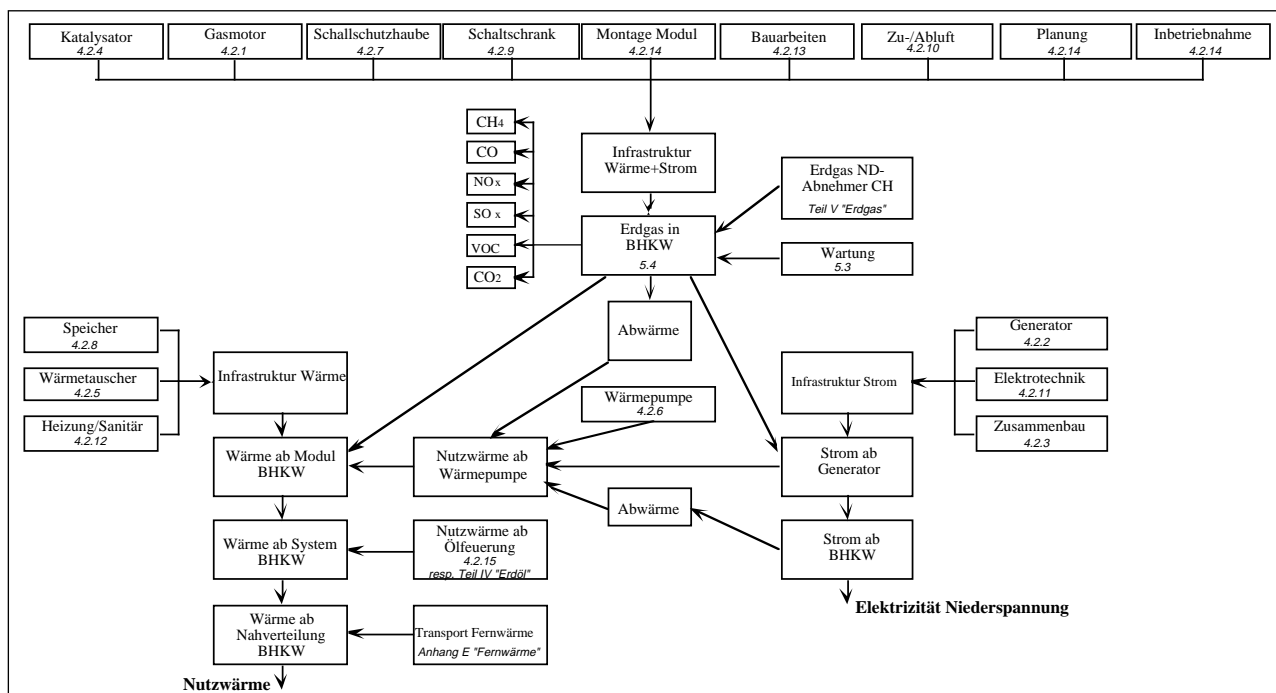 Katalysator
4.2.4
Gasmotor
4.2.1
Schallschutzhaube
4.2.7
Schaltschrank
4.2.9
Montage Modul
4.2.14
Bauarbeiten
4.2.13
Zu-/Abluft
4.2.10
Planung
4.2.14
Inbetriebnahme
4.2.14
CH4
CO
NOx
SOx
VOC
CO2
Infrastruktur
Wärme+Strom
Erdgas ND-
Abnehmer CH
Teil V "Erdgas"
Erdgas in
BHKW
5.4
Wartung
5.3
Abwärme
Speicher
4.2.8
Wärmetauscher
4.2.5
Heizung/Sanitär
4.2.12
Infrastruktur Wärme
Wärmepumpe
4.2.6
Infrastruktur Strom
Generator
4.2.2
Elektrotechnik
4.2.11
Zusammenbau
4.2.3
Wärme ab Modul
BHKW
Nutzwärme ab
Wärmepumpe
Strom ab
Generator
Abwärme
Wärme ab System
BHKW
Nutzwärme ab
Ölfeuerung
4.2.15
resp. Teil IV "Erdöl"
Strom ab
BHKW
Elektrizität Niederspannung
Wärme ab
Nahverteilung
BHKW
Transport Fernwärme
Anhang E "Fernwärme"
Nutzwärme